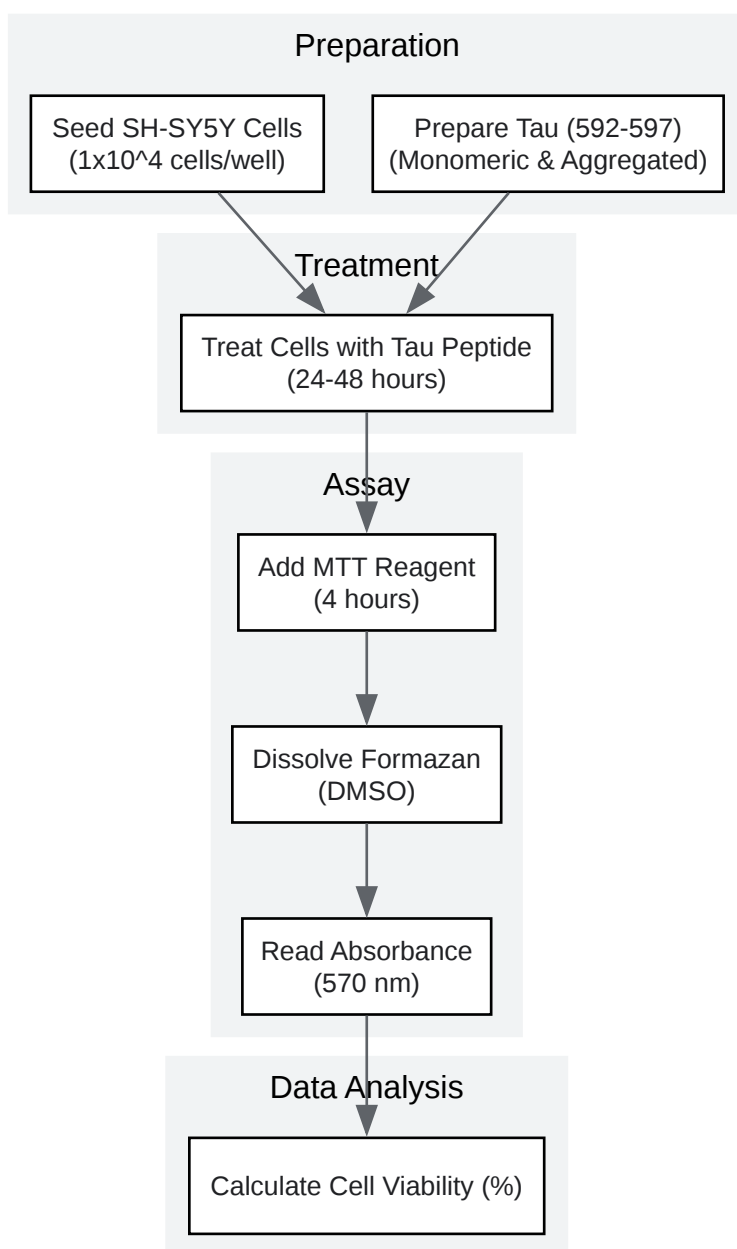 Preparation
Seed SH-SY5Y Cells
(1x10^4 cells/well)
Prepare Tau (592-597)
(Monomeric & Aggregated)
Treatment
Treat Cells with Tau Peptide
(24-48 hours)
Assay
Add MTT Reagent
(4 hours)
Dissolve Formazan
(DMSO)
Read Absorbance
(570 nm)
Data Analysis
Calculate Cell Viability (%)